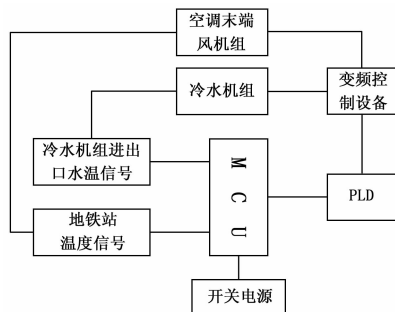 空调末端
风机组
冷水机组
变频控
制设备
冷水机组进出
口水温信号
M
C
U
PLD
地铁站
温度信号
开关电源